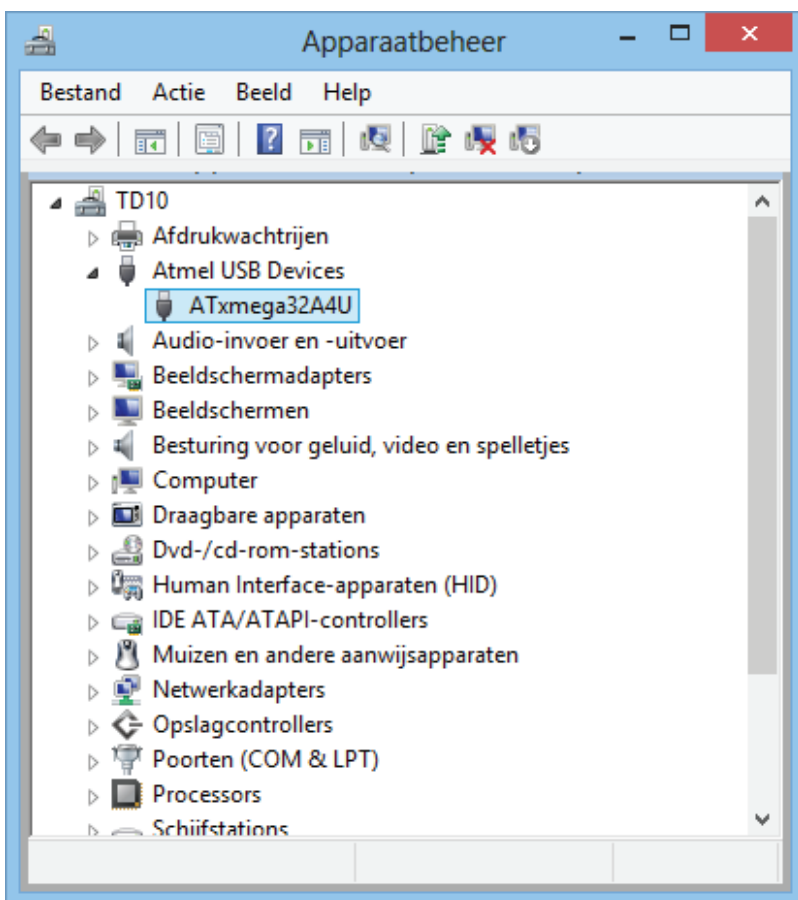 Apparaatbeheer
Bestand Actie Beeld Help
TD10
Afdrukwachtrijen
Atmel USB Devices
ATxmega32A4U
Audio-invoer en -uitvoer
Beeldschermadapters
Beeldschermen
Besturing voor geluid, video en spelletjes
Computer
Draagbare apparaten
Dvd-/cd-rom-stations
Human Interface-apparaten (HID)
IDE ATA/ATAPI-controllers
Muizen en andere aanwijsapparaten
Netwerkadapters
Opslagcontrollers
Poorten (COM & LPT)
Processors
Schijfstations